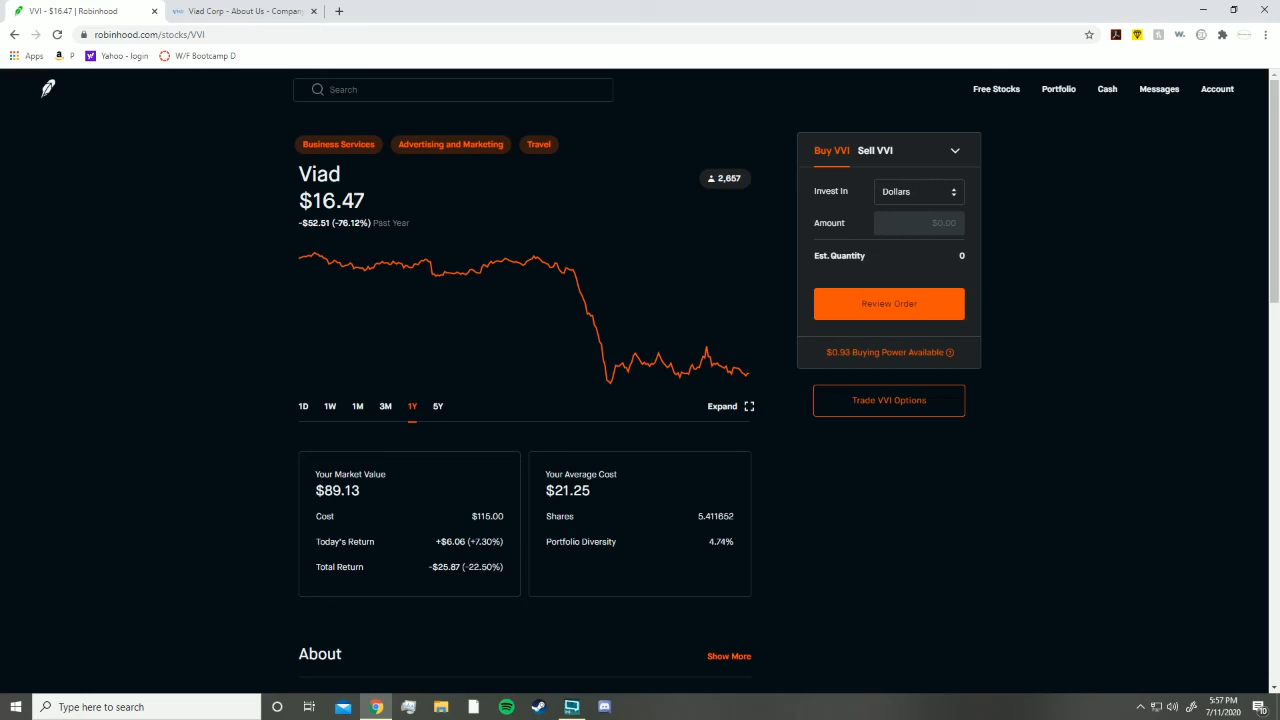 VVI - $16.47 | Robinhood
Viad Corp - About Us - Company
robinhood.com/stocks/VVI
Apps
P
Yahoo - login
W/F Bootcamp D
Search
Free Stocks
Portfolio
Cash
Messages
Account
Business Services
Advertising and Marketing
Travel
Viad
2,657
$16.47
-$52.51 (-76.12%) Past Year
1D
1W
1M
3M
1Y
5Y
Expand
Buy VVI
Sell VVI
Invest In
Dollars
Amount
$0.00
Est. Quantity
0
Review Order
$0.93 Buying Power Available
Trade VVI Options
Your Market Value
$89.13
Cost
$115.00
Today's Return
+$6.06 (+7.30%)
Total Return
-$25.87 (-22.50%)
Your Average Cost
$21.25
Shares
5.411652
Portfolio Diversity
4.74%
About
Show More
Type here to search
5:57 PM
7/11/2020